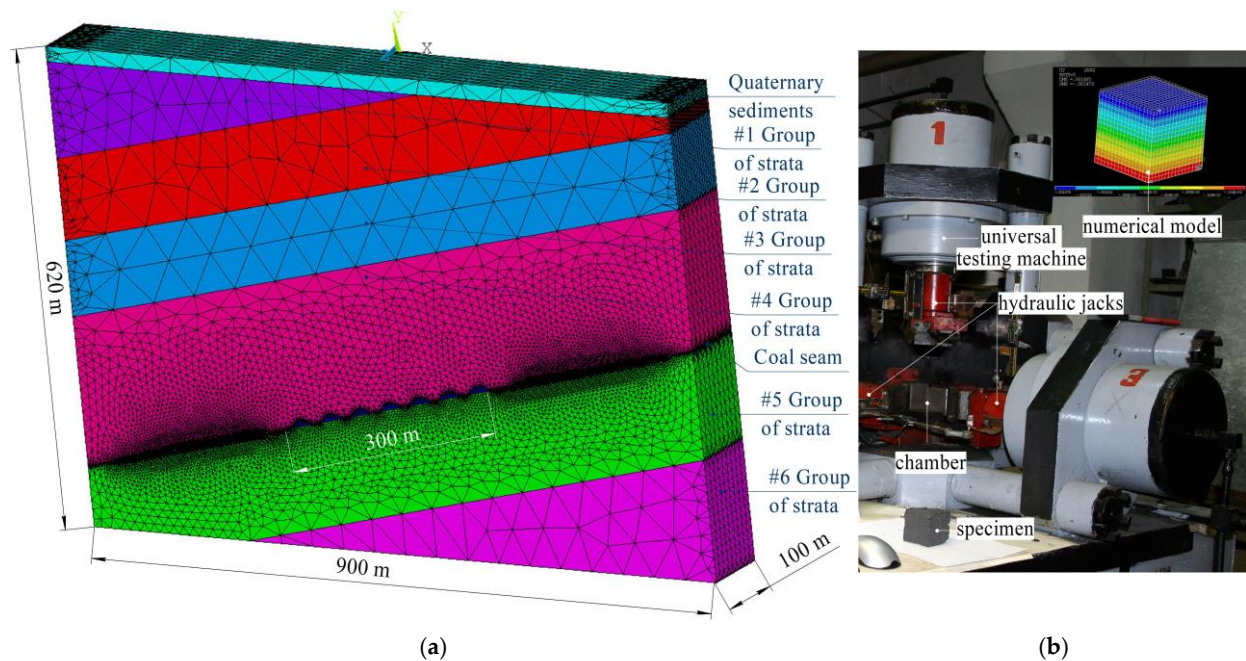 Y
X
Quaternary
sediments
#1 Group
of strata
#2 Group
of strata
#3 Group
of strata
#4 Group
of strata
Coal seam
#5 Group
of strata
#6 Group
of strata
620 m
300 m
900 m
100 m
(a)
1
numerical model
universal
testing machine
hydraulic jacks
3
chamber
specimen
(b)